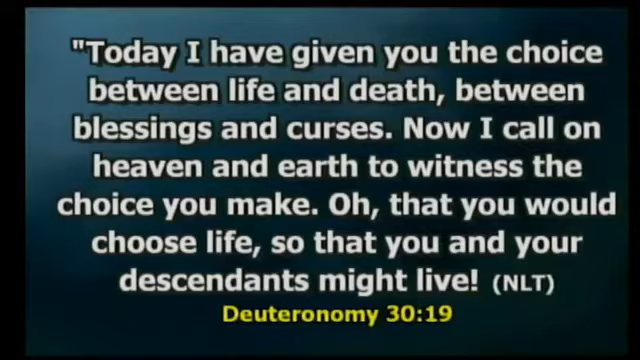 "Today I have given you the choice
between life and death, between
blessings and curses. Now I call on
heaven and earth to witness the
choice you make. Oh, that you would
choose life, so that you and your
descendants might live! (NLT)
Deuteronomy 30:19